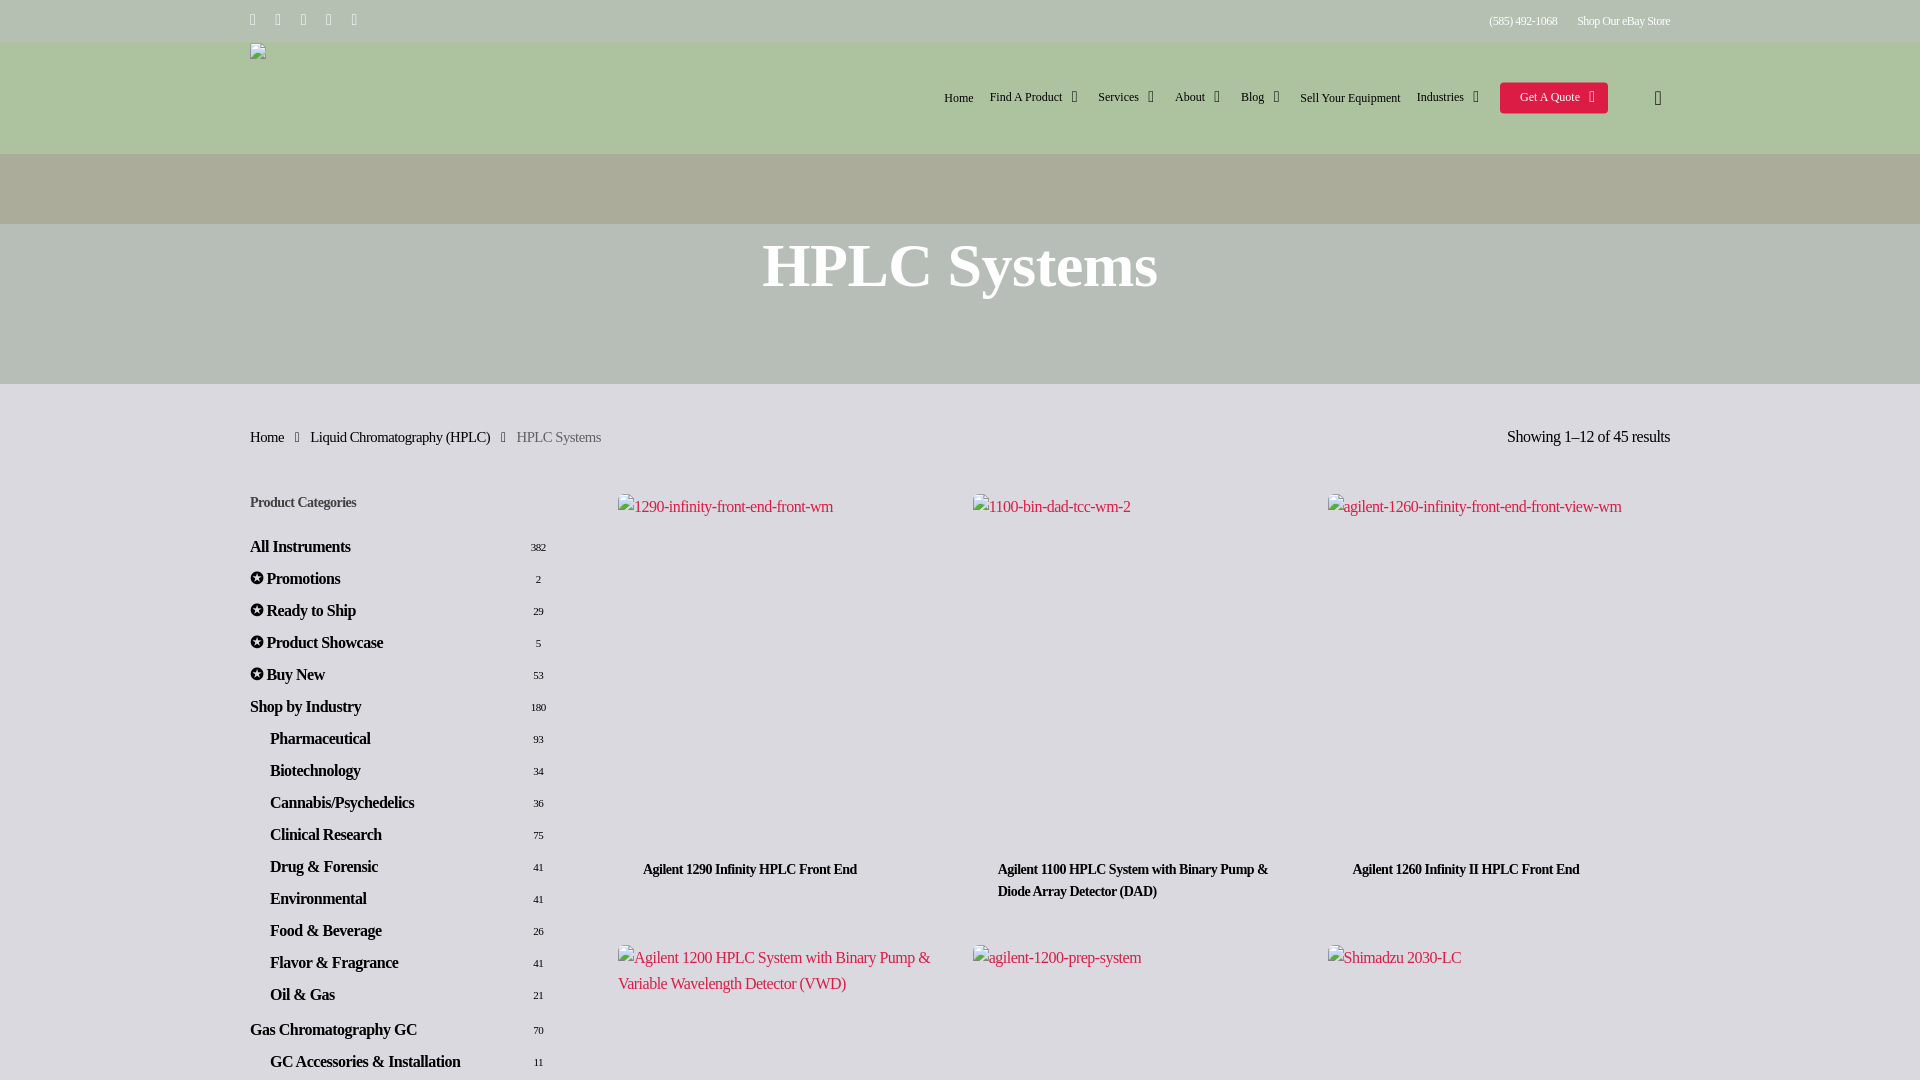 (585) 492-1068 Shop Our eBay Store
Home Find A Product Services About Blog Sell Your Equipment Industries Get A Quote
HPLC Systems
Home Liquid Chromatography (HPLC) HPLC Systems
Showing 1–12 of 45 results
Product Categories
All Instruments 382
✪ Promotions 2
✪ Ready to Ship 29
✪ Product Showcase 5
✪ Buy New 53
Shop by Industry 180
Pharmaceutical 93
Biotechnology 34
Cannabis/Psychedelics 36
Clinical Research 75
Drug & Forensic 41
Environmental 41
Food & Beverage 26
Flavor & Fragrance 41
Oil & Gas 21
Gas Chromatography GC 70
GC Accessories & Installation 11
1290-infinity-front-end-front-wm
1100-bin-dad-tcc-wm-2
agilent-1260-infinity-front-end-front-view-wm
Agilent 1290 Infinity HPLC Front End
Agilent 1100 HPLC System with Binary Pump &
Diode Array Detector (DAD)
Agilent 1260 Infinity II HPLC Front End
Agilent 1200 HPLC System with Binary Pump &
Variable Wavelength Detector (VWD)
agilent-1200-prep-system
Shimadzu 2030-LC